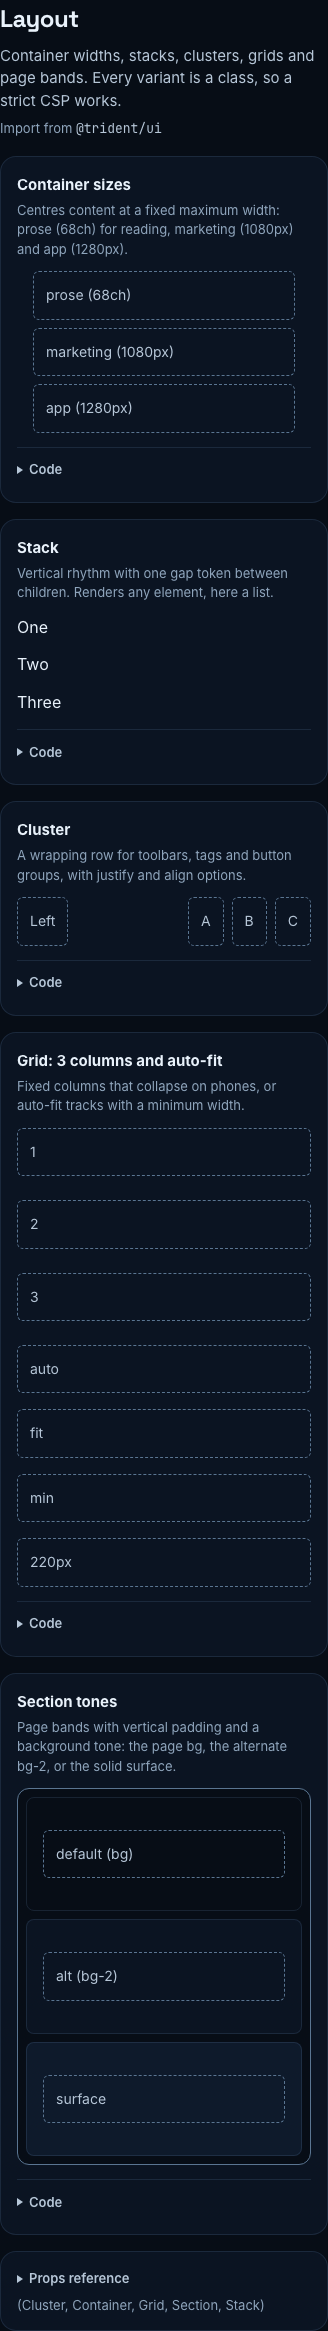 Layout
Container widths, stacks, clusters, grids and
page bands. Every variant is a class, so a
strict CSP works.
Import from @trident/ui
Container sizes
Centres content at a fixed maximum width:
prose (68ch) for reading, marketing (1080px)
and app (1280px).
prose (68ch)
marketing (1080px)
app (1280px)
Code
Stack
Vertical rhythm with one gap token between
children. Renders any element, here a list.
One
Two
Three
Code
Cluster
A wrapping row for toolbars, tags and button
groups, with justify and align options.
Left A B C
Code
Grid: 3 columns and auto-fit
Fixed columns that collapse on phones, or
auto-fit tracks with a minimum width.
1
2
3
auto
fit
min
220px
Code
Section tones
Page bands with vertical padding and a
background tone: the page bg, the alternate
bg-2, or the solid surface.
default (bg)
alt (bg-2)
surface
Code
Props reference
(Cluster, Container, Grid, Section, Stack)